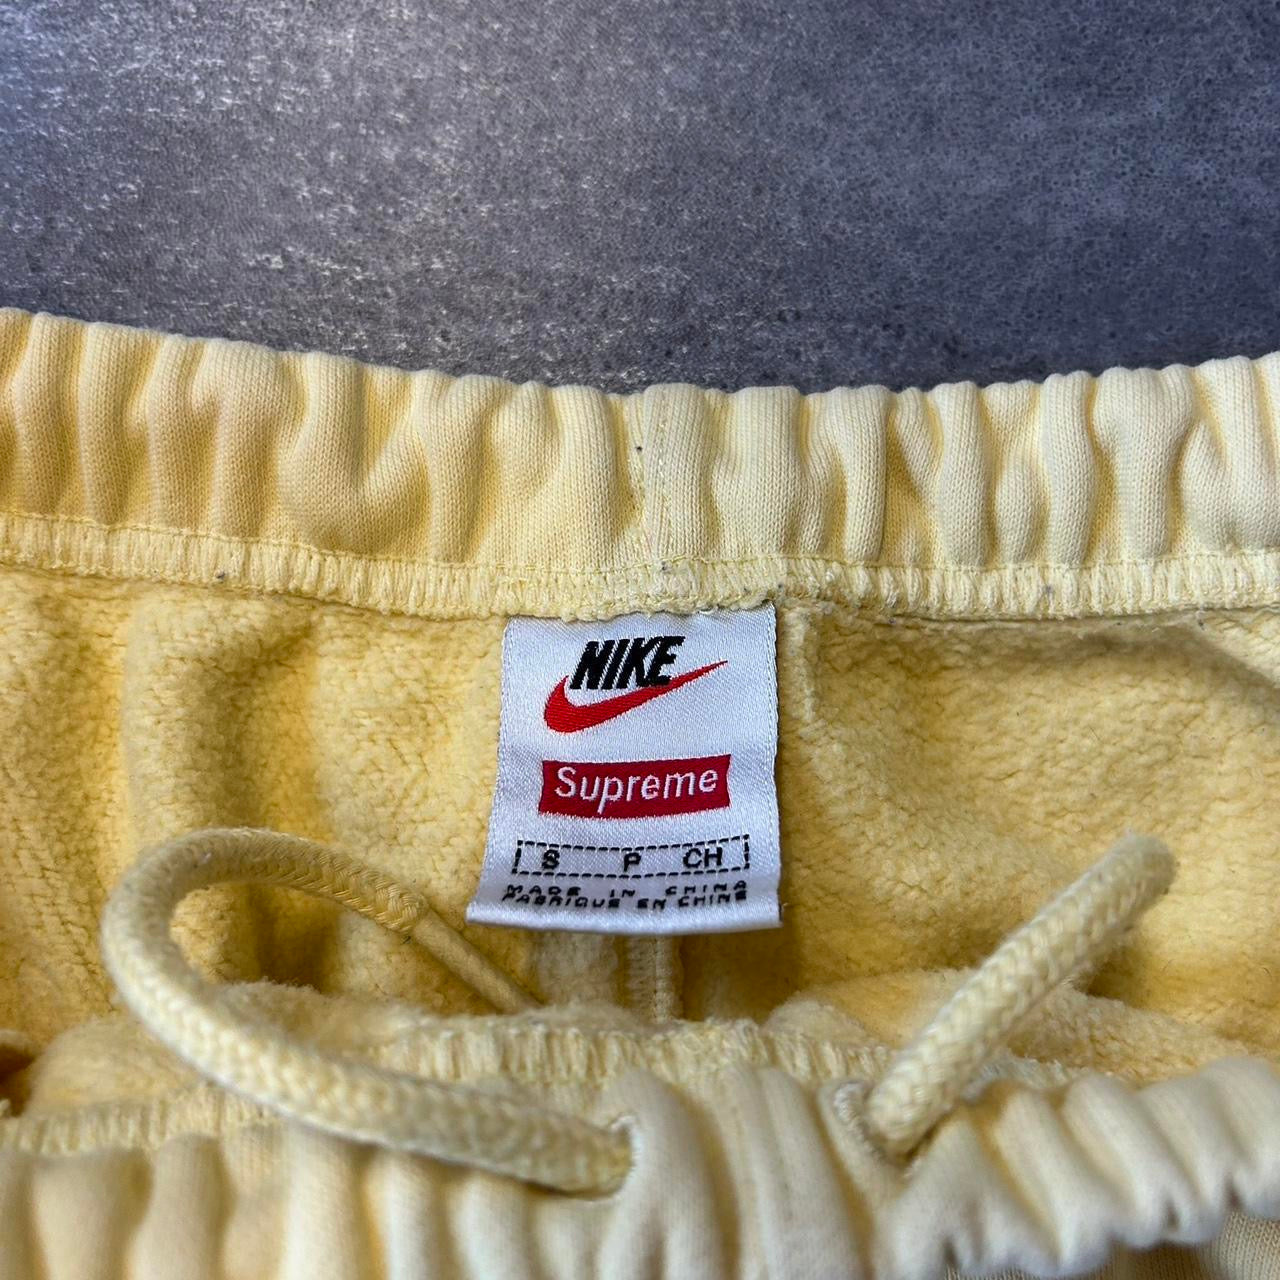 NIKE
Supreme
S P CH
MADE IN CHINA
FABRIQUE EN CHINE